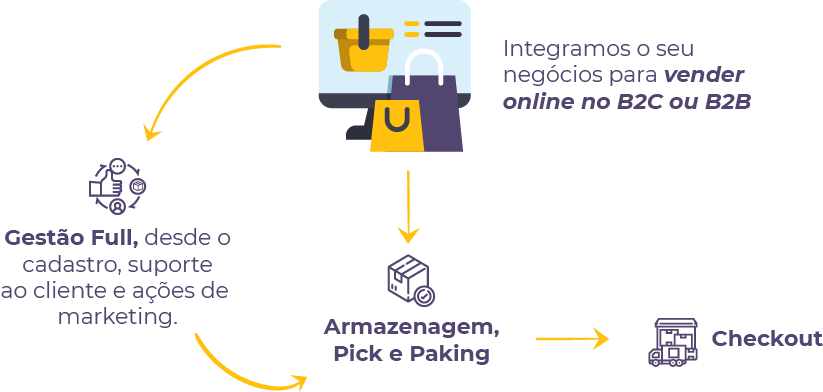 Integramos o seu
negócios para vender
online no B2C ou B2B
Gestão Full, desde o
cadastro, suporte
ao cliente e ações de
marketing.
Armazenagem,
Pick e Paking
Checkout